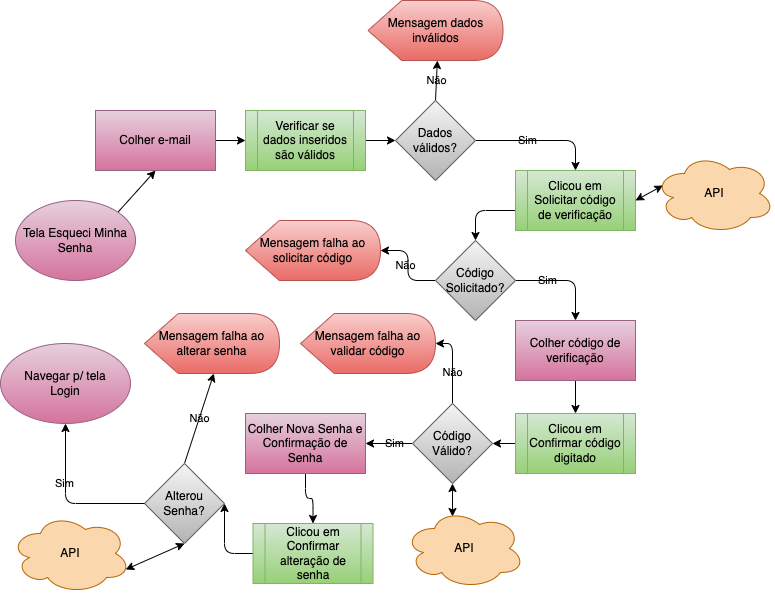 Mensagem dados
inválidos
Não
Colher e-mail
Verificar se
dados inseridos
são válidos
Dados
válidos?
Sim
Clicou em
Solicitar código
de verificação
API
Tela Esqueci Minha
Senha
Mensagem falha ao
solicitar código
Não
Código
Solicitado?
Sim
Colher código de
verificação
Mensagem falha ao
alterar senha
Mensagem falha ao
validar código
Navegar p/ tela
Login
Não
Não
Colher Nova Senha e
Confirmação de
Senha
Sim
Código
Válido?
Clicou em
Confirmar código
digitado
Sim
Alterou
Senha?
API
Clicou em
Confirmar
alteração de
senha
API